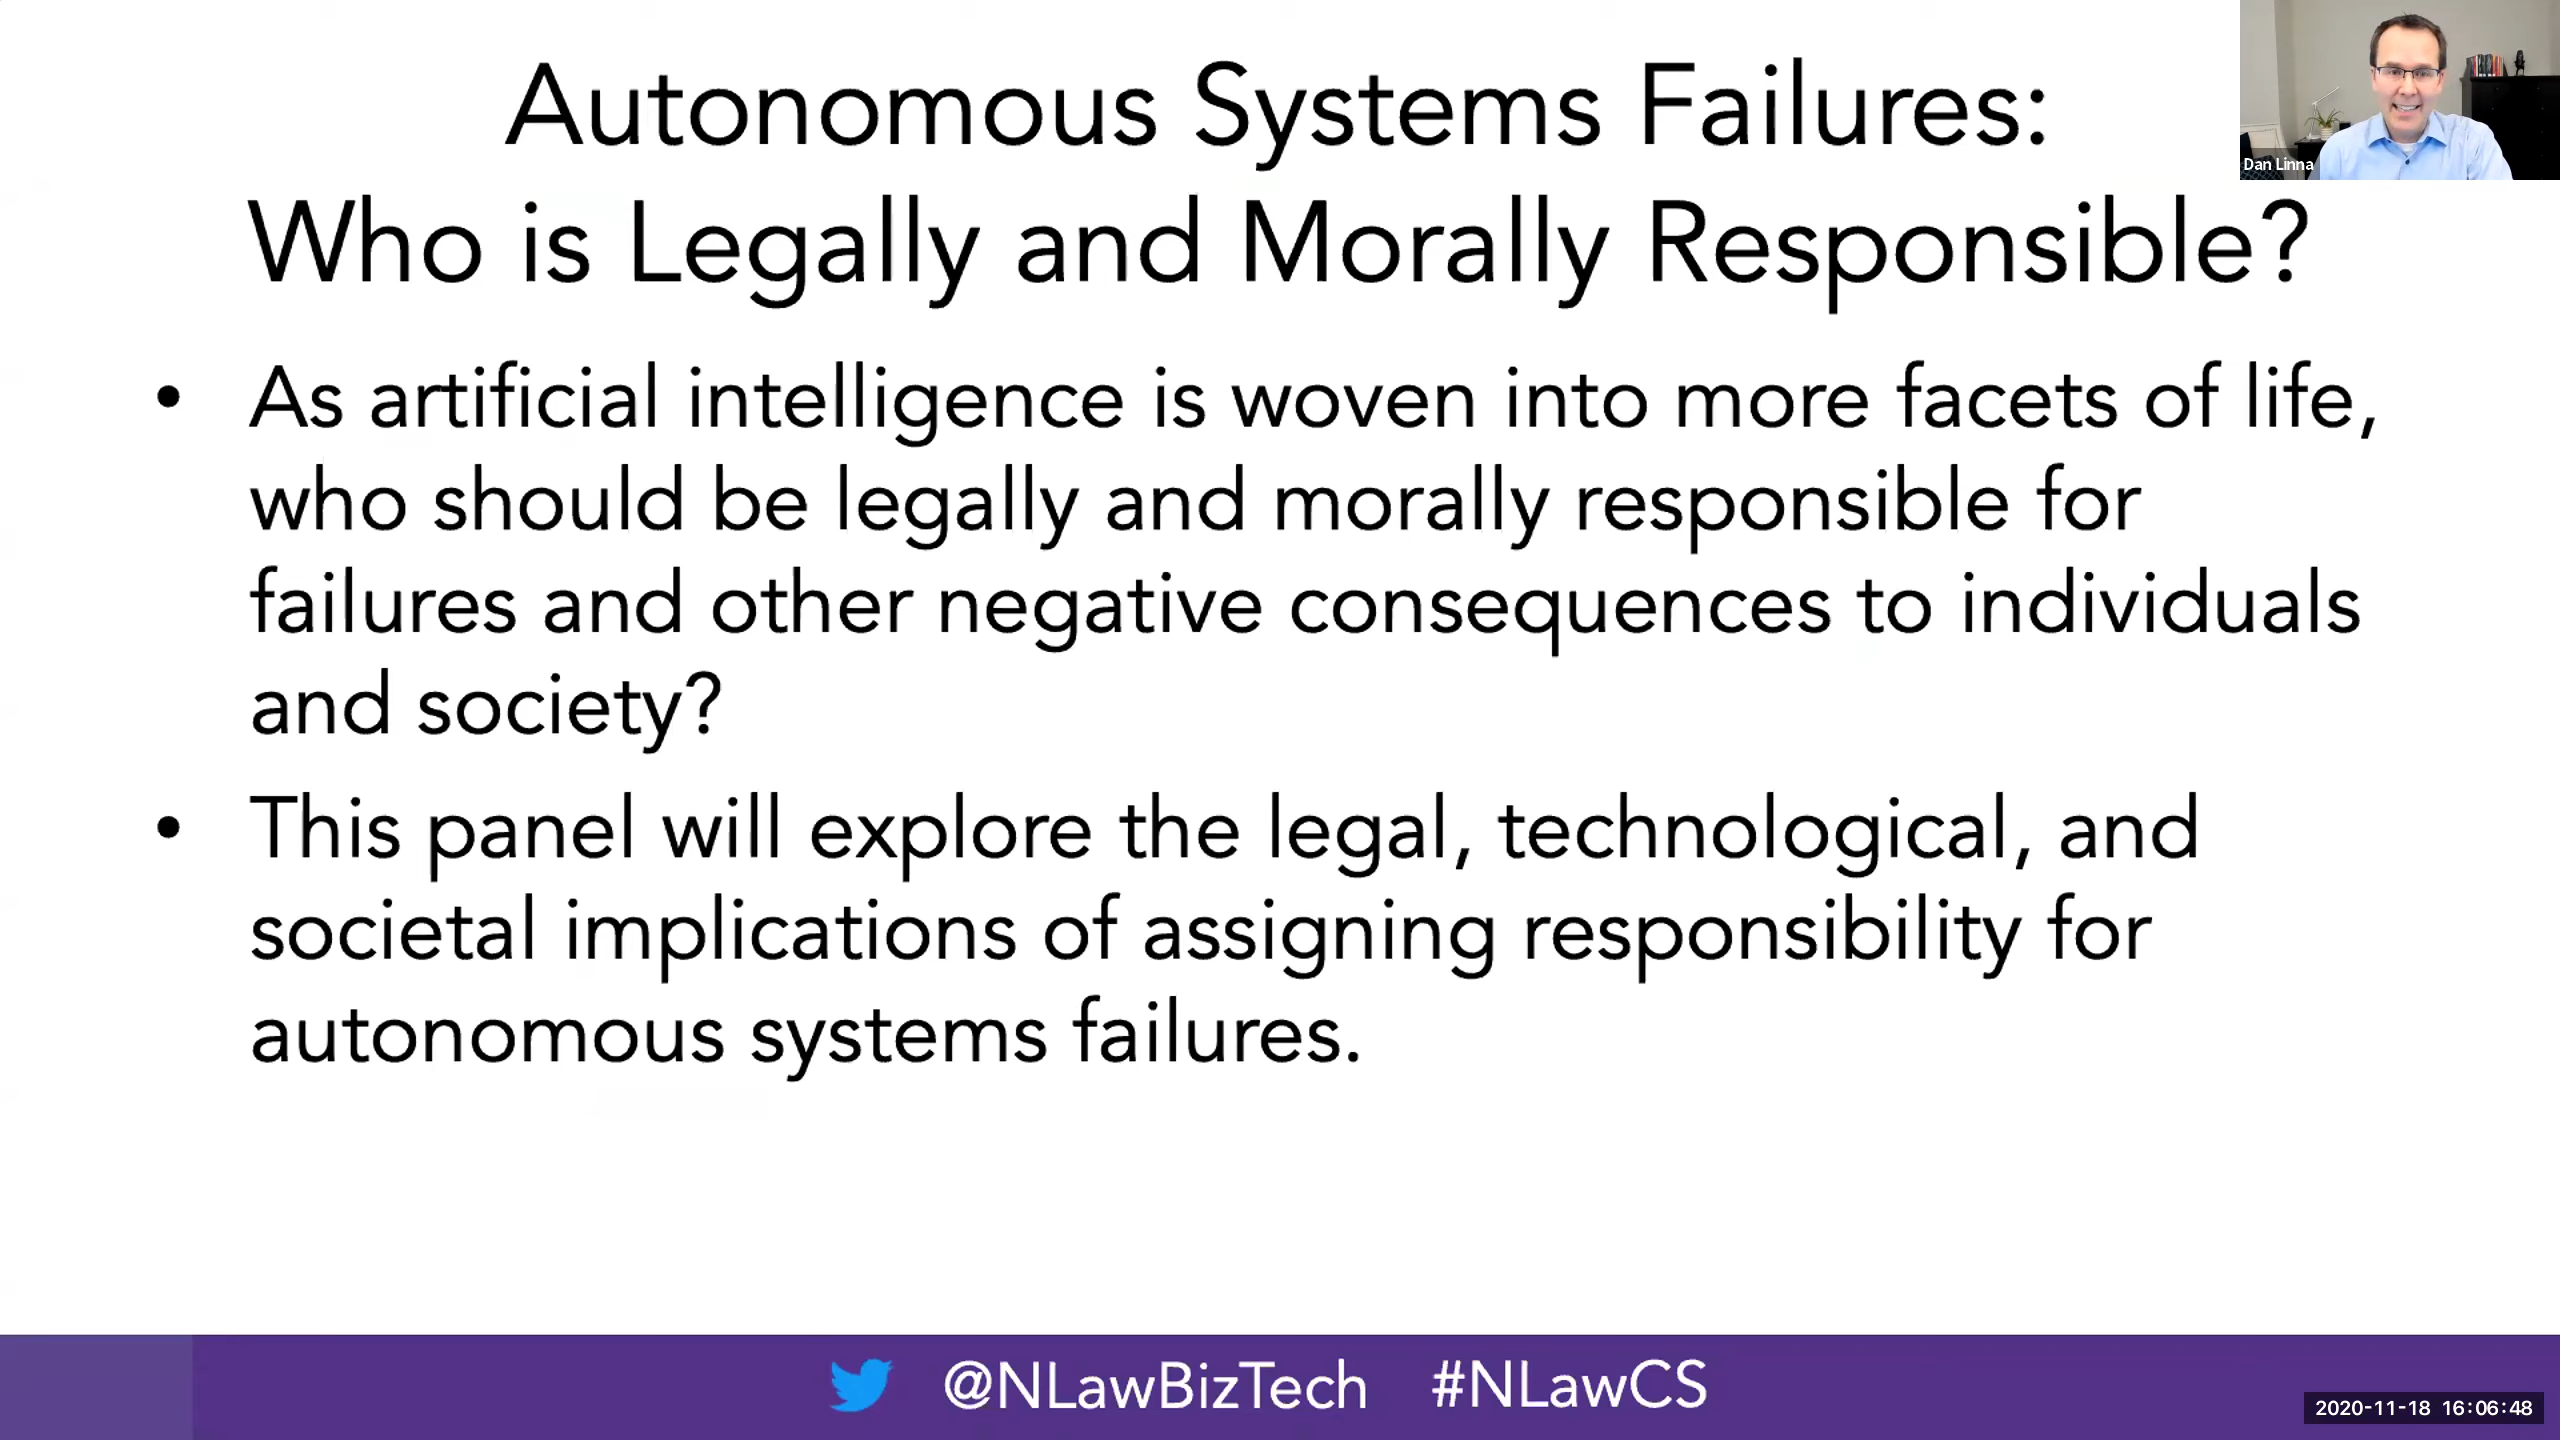 Autonomous Systems Failures:
Who is Legally and Morally Responsible?
Dan Linna
• As artificial intelligence is woven into more facets of life,
who should be legally and morally responsible for
failures and other negative consequences to individuals
and society?
• This panel will explore the legal, technological, and
societal implications of assigning responsibility for
autonomous systems failures.
@NLawBizTech #NLawCS
2020-11-18 16:06:48